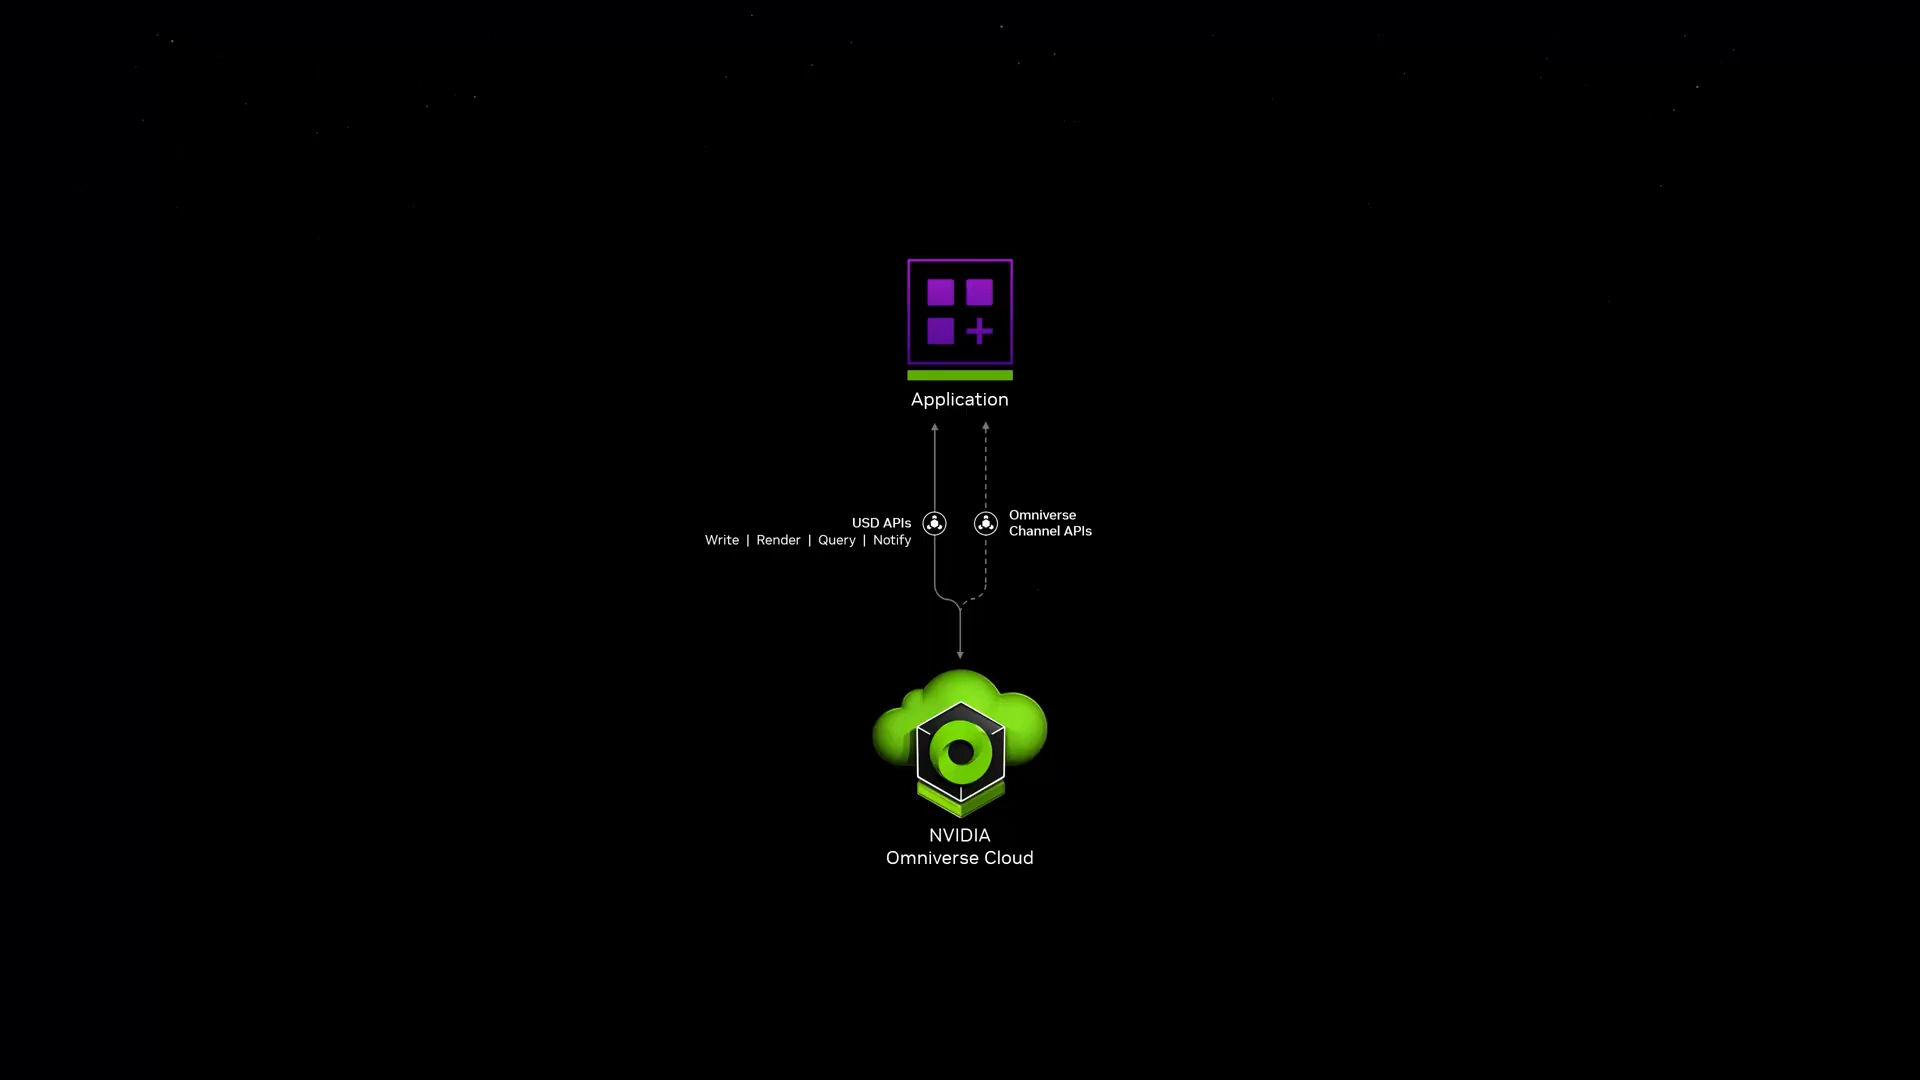 Application
USD APIs
Write | Render | Query | Notify
Omniverse
Channel APIs
NVIDIA
Omniverse Cloud